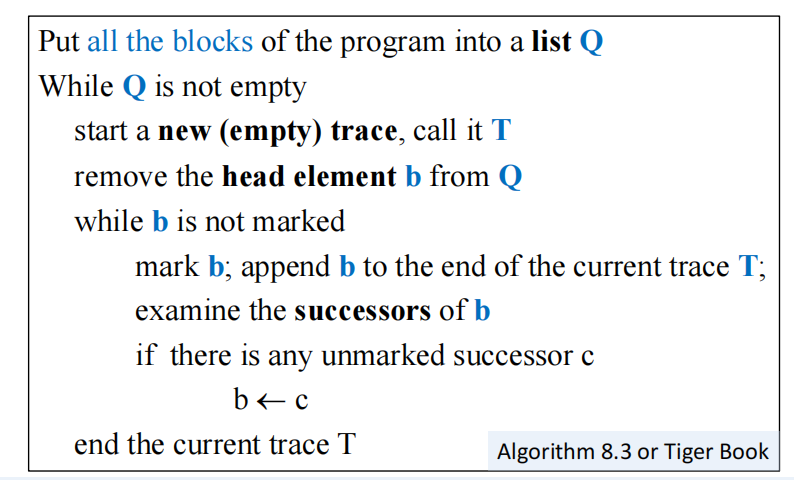 Put all the blocks of the program into a list Q
While Q is not empty
start a new (empty) trace, call it T
remove the head element b from Q
while b is not marked
mark b; append b to the end of the current trace T;
examine the successors of b
if there is any unmarked successor c
b ← c
end the current trace T
Algorithm 8.3 or Tiger Book